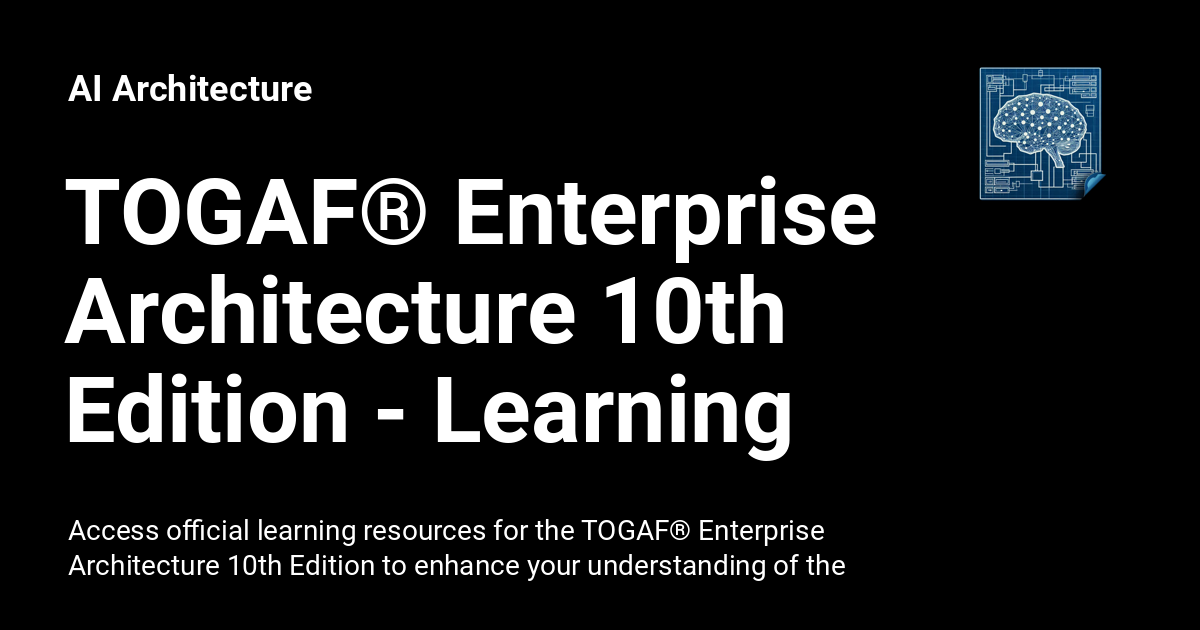 AI Architecture
TOGAF® Enterprise
Architecture 10th
Edition - Learning
Access official learning resources for the TOGAF® Enterprise
Architecture 10th Edition to enhance your understanding of the